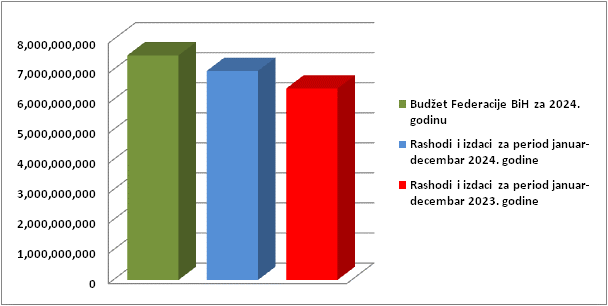 8,000,000,000
7,000,000,000
6,000,000,000
5,000,000,000
4,000,000,000
3,000,000,000
2,000,000,000
1,000,000,000
0
Budžet Federacije BiH za 2024.
godinu
Rashodi i izdaci za period januar-
decembar 2024. godine
Rashodi i izdaci za period januar-
decembar 2023. godine